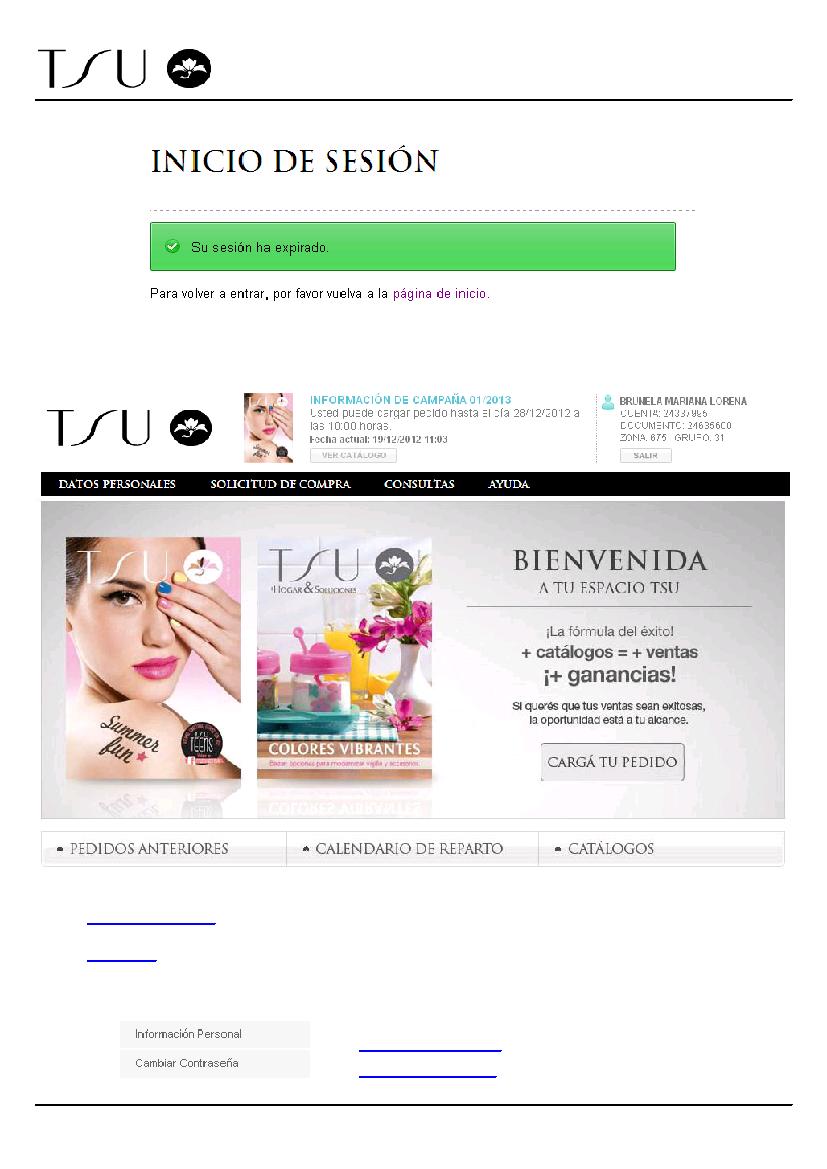 TSU
INICIO DE SESIÓN
Su sesión ha expirado.
Para volver a entrar, por favor vuelva a la página de inicio.
TSU
INFORMACIÓN DE CAMPAÑA 01/2013
Usted puede cargar pedido hasta el día 28/12/2012 a
las 10:00 horas.
Fecha actual: 19/12/2012 11:03
VER CATÁLOGO
BRUNELA MARIANA LORENA
CUENTA: 24337995
DOCUMENTO: 24635600
ZONA: 675 GRUPO: 31
SALIR
DATOS PERSONALES SOLICITUD DE COMPRA CONSULTAS AYUDA
TSU
Summer
fun
TEENS
TSU
HOGAR & SOLUCIONES
COLORES VIBRANTES
opciones para modernizar vajilla y accesorios.
BIENVENIDA
A TU ESPACIO TSU
¡La fórmula del éxito!
+ catálogos = + ventas
¡+ ganancias!
Si querés que tus ventas sean exitosas,
la oportunidad está a tu alcance.
CARGÁ TU PEDIDO
PEDIDOS ANTERIORES CALENDARIO DE REPARTO CATÁLOGOS
Información Personal
Cambiar Contraseña